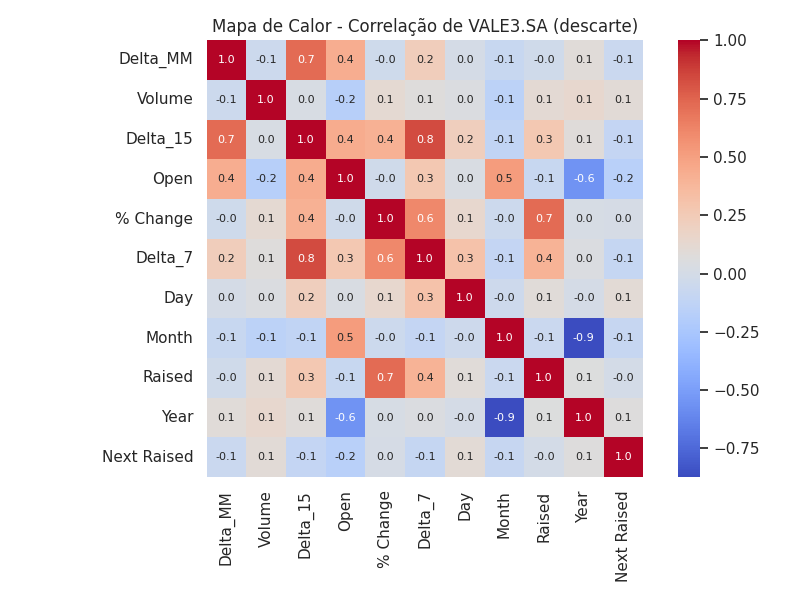 Mapa de Calor - Correlação de VALE3.SA (descarte)
Delta_MM 1.0 -0.1 0.7 0.4 -0.0 0.2 0.0 -0.1 -0.0 0.1 -0.1
Volume -0.1 1.0 0.0 -0.2 0.1 0.1 0.0 -0.1 0.1 0.1 0.1
Delta_15 0.7 0.0 1.0 0.4 0.4 0.8 0.2 -0.1 0.3 0.1 -0.1
Open 0.4 -0.2 0.4 1.0 -0.0 0.3 0.0 0.5 -0.1 -0.6 -0.2
% Change -0.0 0.1 0.4 -0.0 1.0 0.6 0.1 -0.0 0.7 0.0 0.0
Delta_7 0.2 0.1 0.8 0.3 0.6 1.0 0.3 -0.1 0.4 0.0 -0.1
Day 0.0 0.0 0.2 0.0 0.1 0.3 1.0 -0.0 0.1 -0.0 0.1
Month -0.1 -0.1 -0.1 0.5 -0.0 -0.1 -0.0 1.0 -0.1 -0.9 -0.1
Raised -0.0 0.1 0.3 -0.1 0.7 0.4 0.1 -0.1 1.0 0.1 -0.0
Year 0.1 0.1 0.1 -0.6 0.0 0.0 -0.0 -0.9 0.1 1.0 0.1
Next Raised -0.1 0.1 -0.1 -0.2 0.0 -0.1 0.1 -0.1 -0.0 0.1 1.0
Delta_MM
Volume
Delta_15
Open
% Change
Delta_7
Day
Month
Raised
Year
Next Raised
1.00
0.75
0.50
0.25
0.00
−0.25
−0.50
−0.75